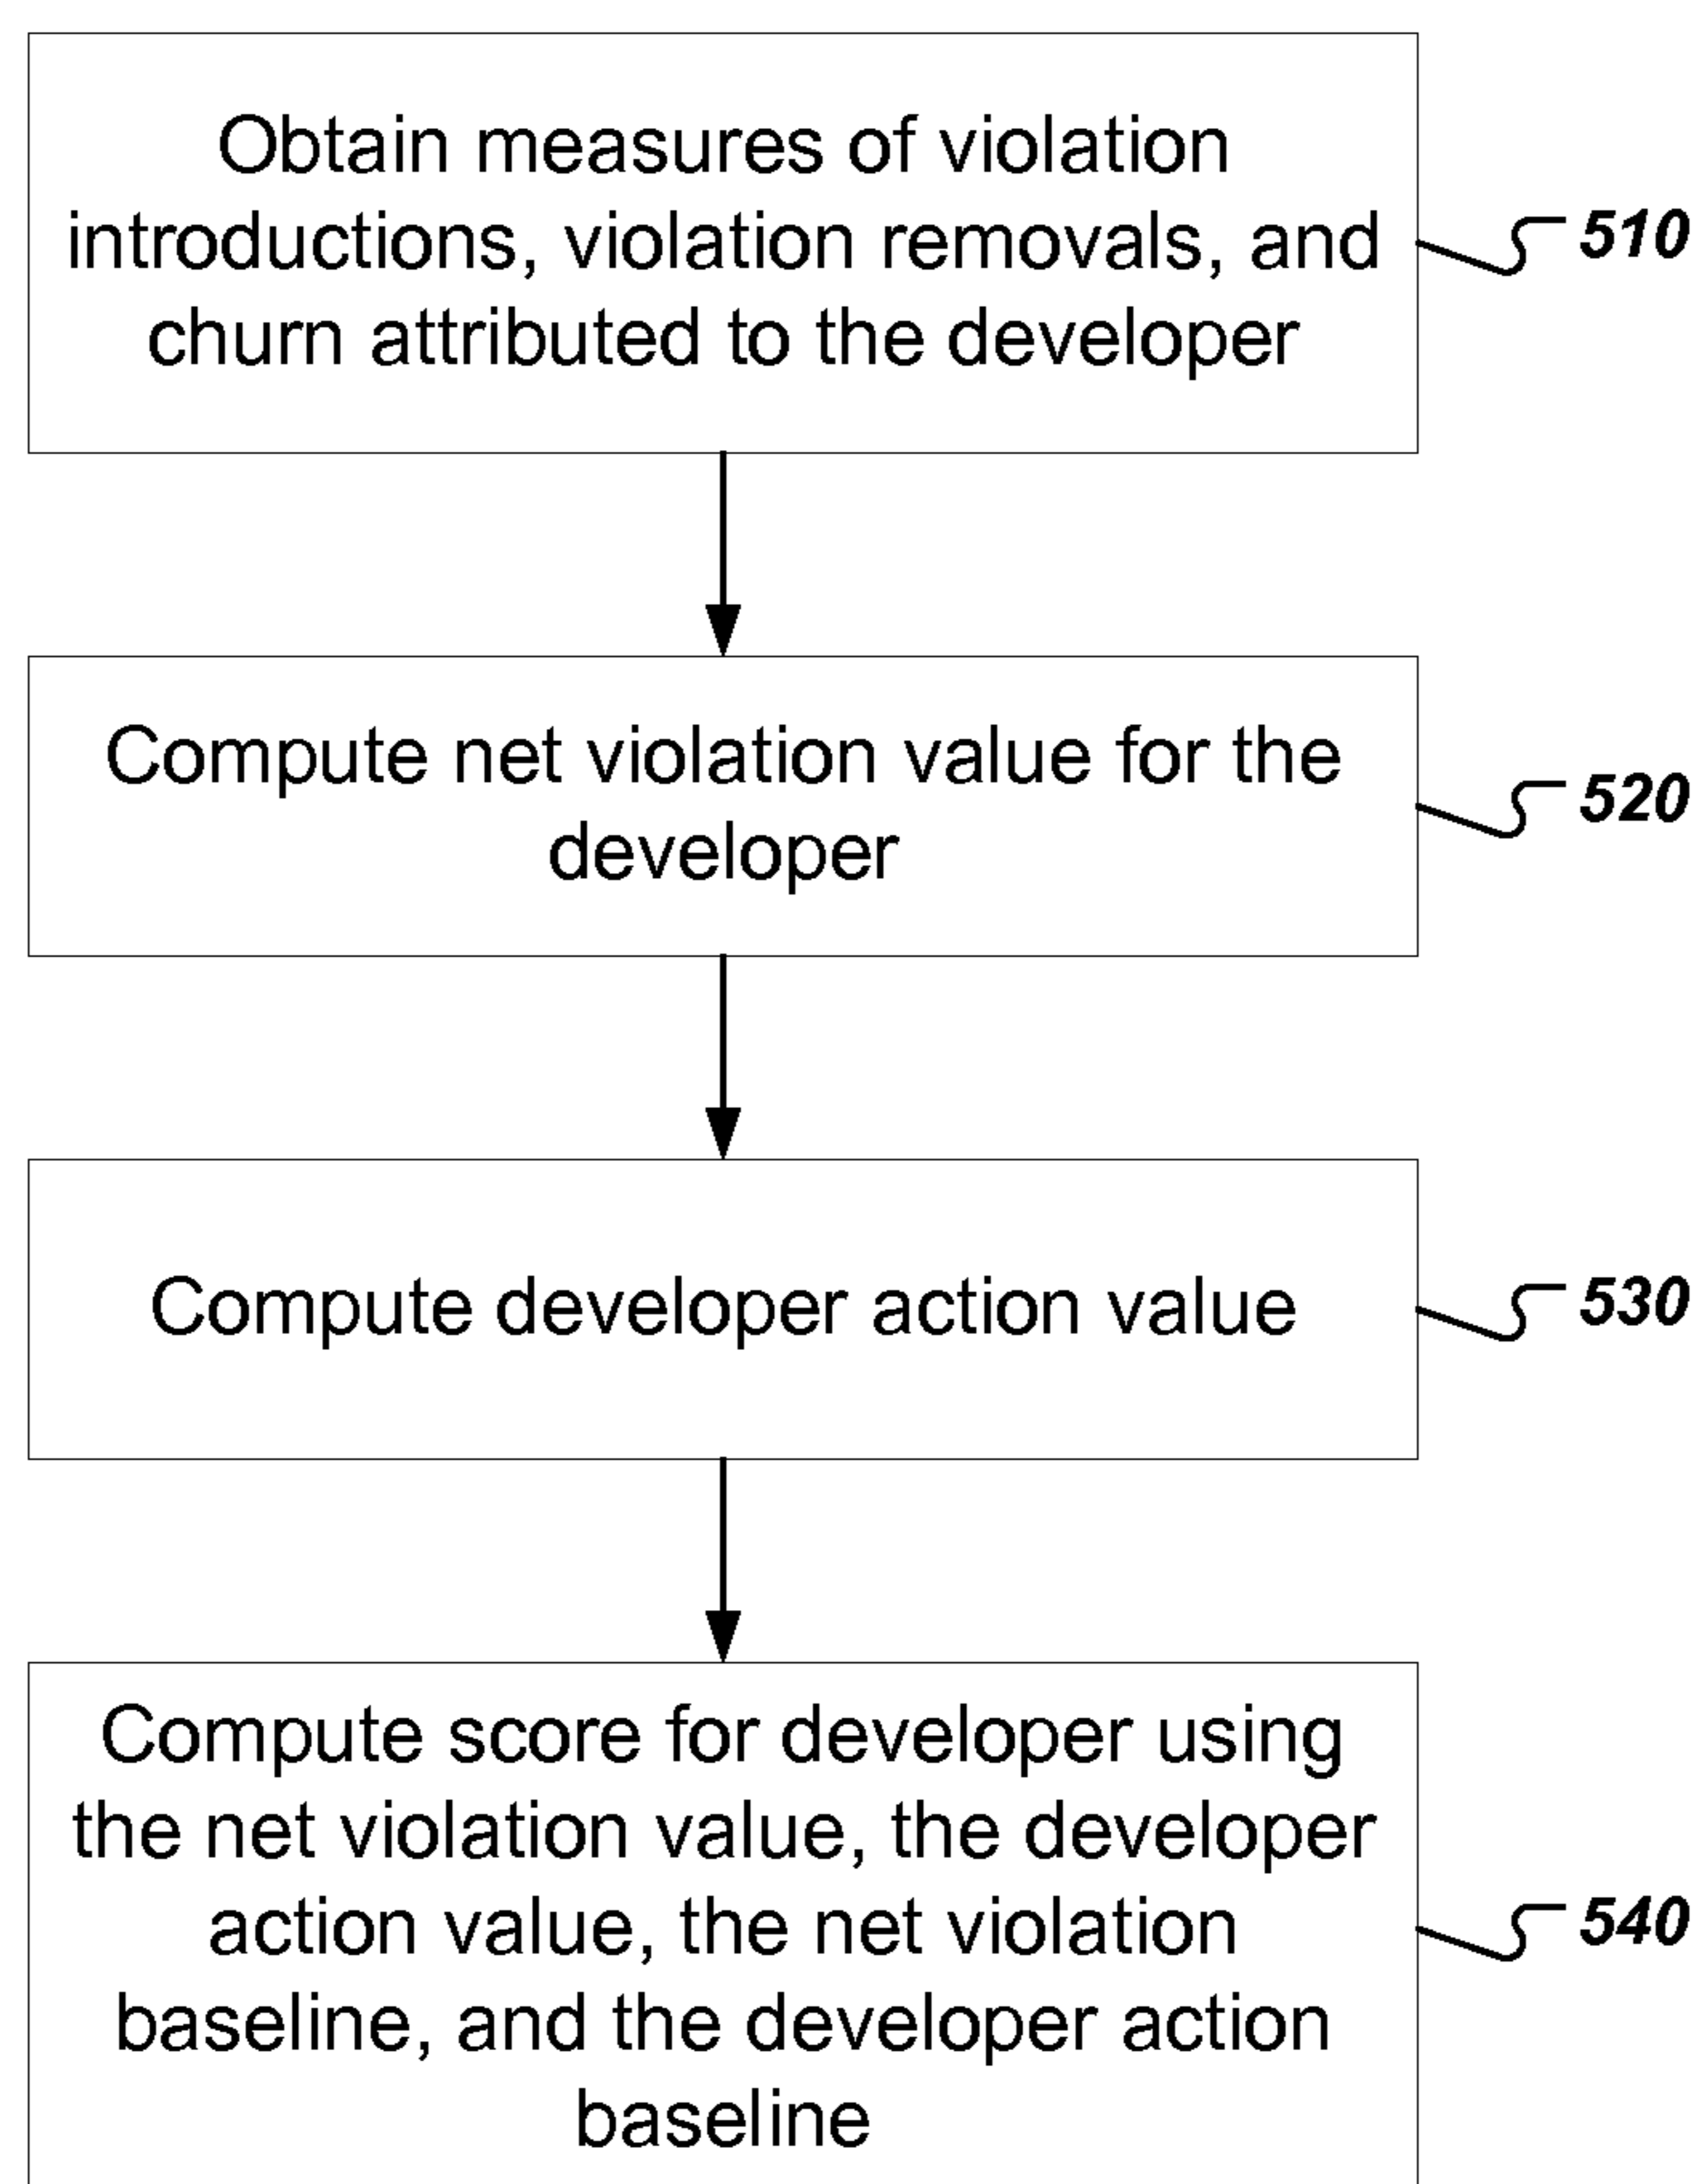 Obtain measures of violation
introductions, violation removals, and
churn attributed to the developer
510
Compute net violation value for the
developer
520
Compute developer action value
530
Compute score for developer using
the net violation value, the developer
action value, the net violation
baseline, and the developer action
baseline
540